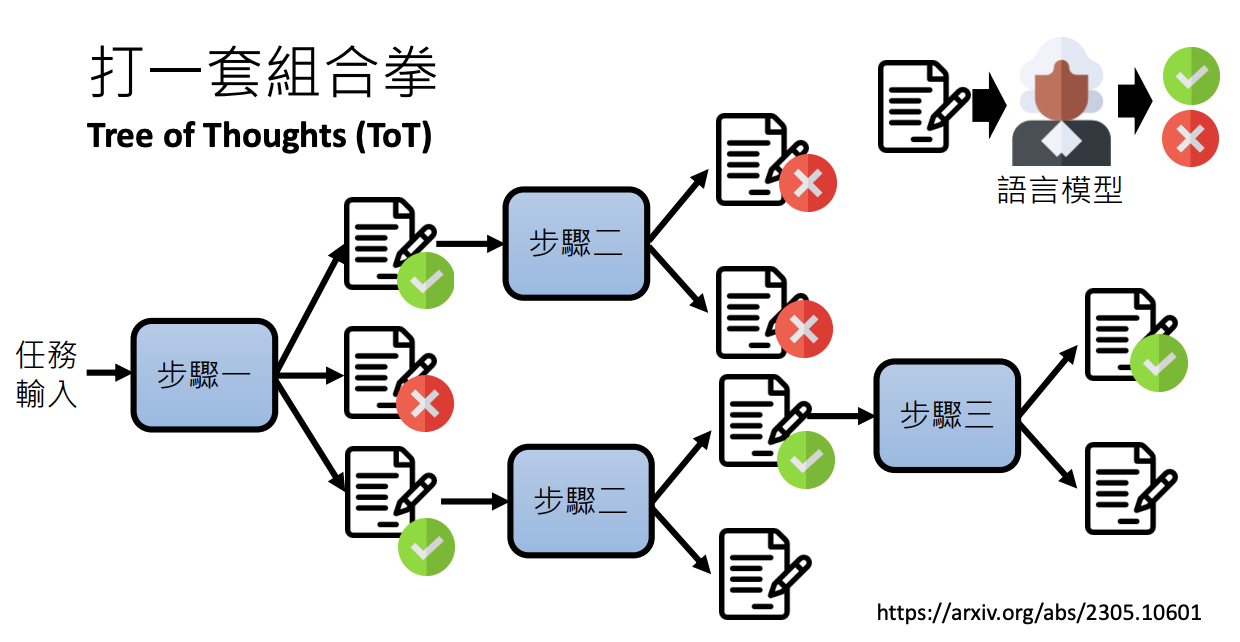 打一套組合拳
Tree of Thoughts (ToT)
語言模型
步驟二
任務
輸入
步驟一
步驟三
步驟二
https://arxiv.org/abs/2305.10601